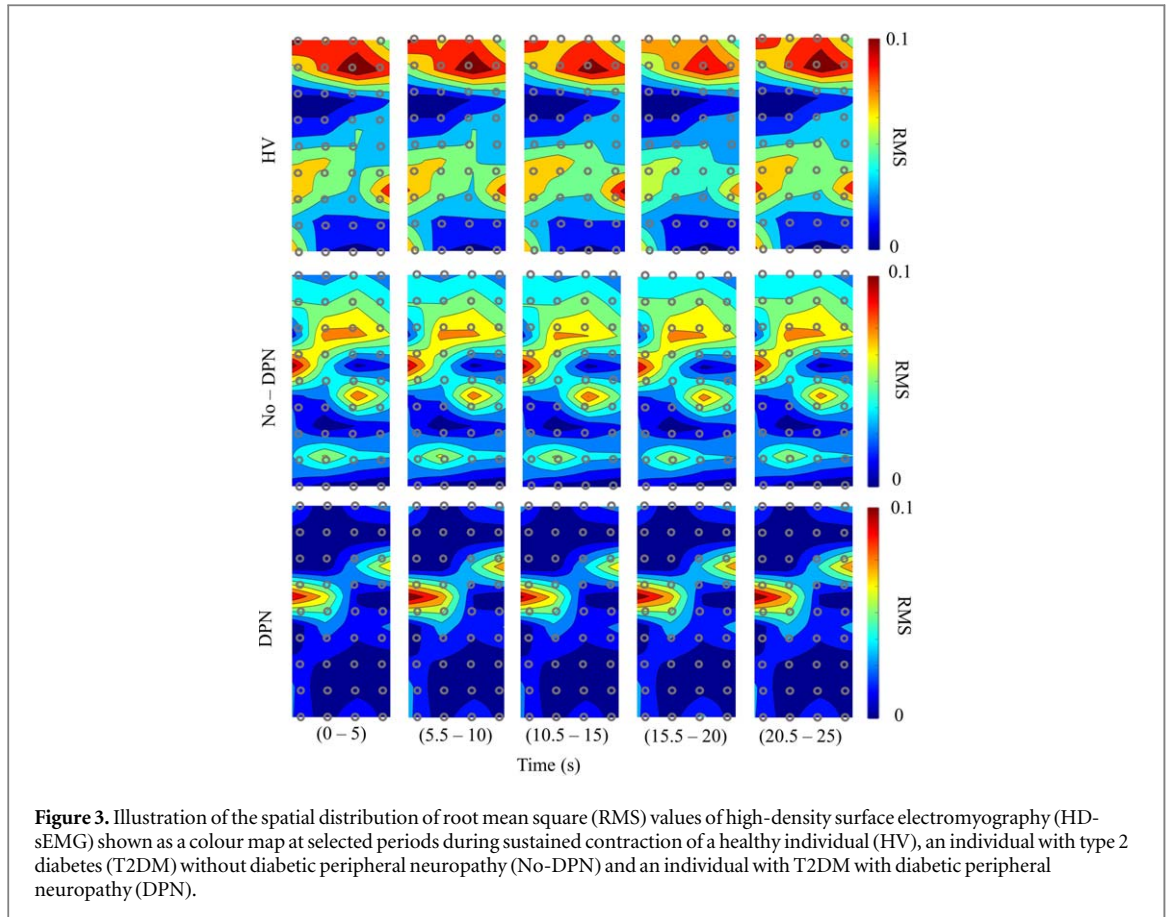 HV
0.1
RMS
0
No – DPN
0.1
RMS
0
DPN
0.1
RMS
0
(0 – 5) (5.5 – 10) (10.5 – 15) (15.5 – 20) (20.5 – 25)
Time (s)
Figure 3. Illustration of the spatial distribution of root mean square (RMS) values of high-density surface electromyography (HD-
sEMG) shown as a colour map at selected periods during sustained contraction of a healthy individual (HV), an individual with type 2
diabetes (T2DM) without diabetic peripheral neuropathy (No-DPN) and an individual with T2DM with diabetic peripheral
neuropathy (DPN).